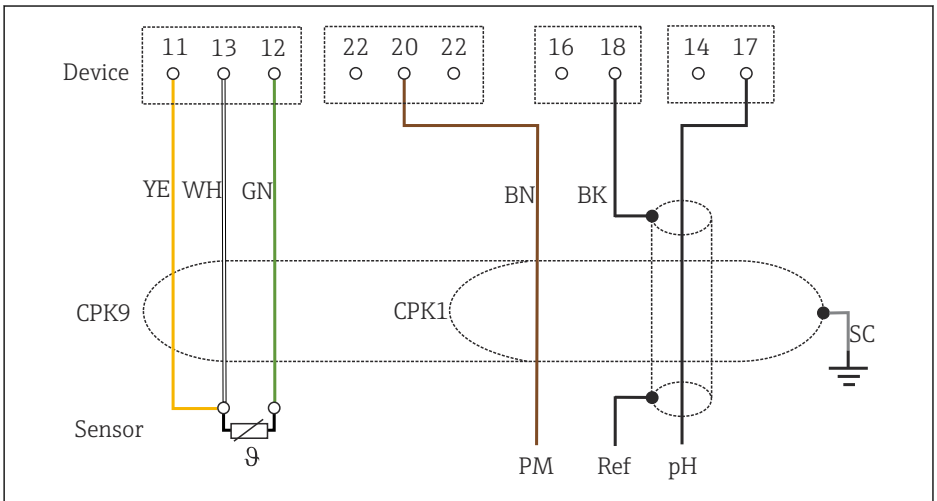 11 13 12 22 20 22 16 18 14 17
Device
YE WH GN BN BK
CPK9 CPK1
SC
Sensor
ϑ
PM Ref pH